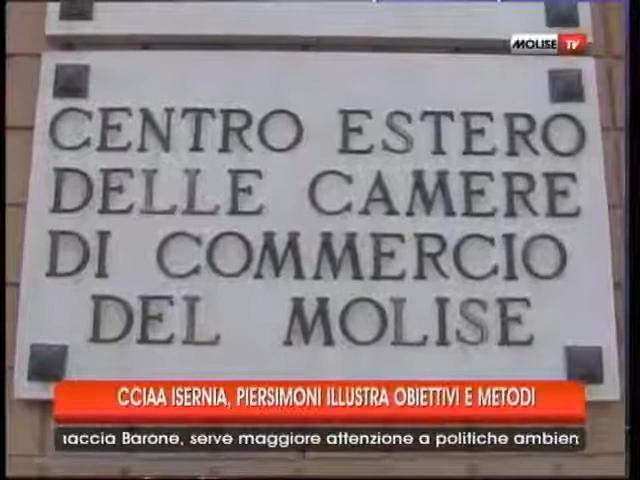 MOLISE TV
CENTRO ESTERO
DELLE CAMERE
DI COMMERCIO
DEL MOLISE
CCIAA ISERNIA, PIERSIMONI ILLUSTRA OBIETTIVI E METODI
Barone, serve maggiore attenzione a politiche